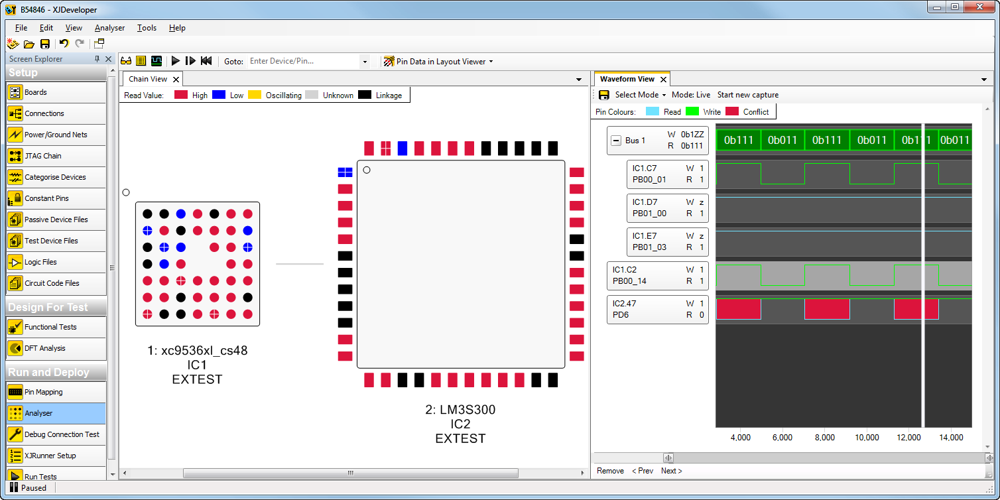 B54846 - XJDeveloper
File Edit View Analyser Tools Help
Screen Explorer
Setup
Boards
Connections
Power/Ground Nets
JTAG Chain
Categorise Devices
Constant Pins
Passive Device Files
Test Device Files
Logic Files
Circuit Code Files
Design For Test
Functional Tests
DFT Analysis
Run and Deploy
Pin Mapping
Analyser
Debug Connection Test
XJRunner Setup
Run Tests
Paused
Goto: Enter Device/Pin... Pin Data in Layout Viewer
Chain View
Read Value: High Low Oscillating Unknown Linkage
1: xc9536xl_cs48
IC1
EXTEST
2: LM3S300
IC2
EXTEST
Waveform View
Select Mode Mode: Live Start new capture
Pin Colours: Read Write Conflict
Bus 1 W 0b1ZZ
R 0b111
0b111 0b011 0b111 0b011 0b111 0b011
IC1.C7 W 1
PB00_01 R 1
IC1.D7 W z
PB01_00 R 1
IC1.E7 W z
PB01_03 R 1
IC1.C2 W 1
PB00_14 R 1
IC2.47 W 1
PD6 R 0
4,000 6,000 8,000 10,000 12,000 14,000
Remove < Prev Next >